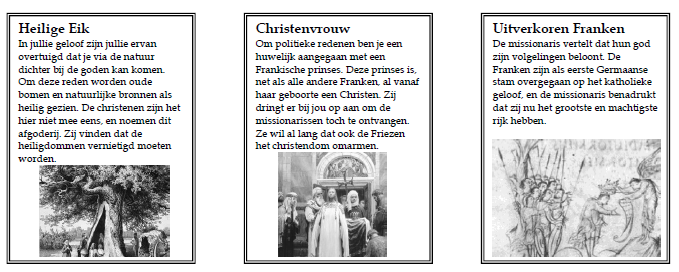 Heilige Eik
In jullie geloof zijn jullie ervan
overtuigd dat je via de natuur
dichter bij de goden kan komen.
Om deze reden worden oude
bomen en natuurlijke bronnen als
heilig gezien. De christenen zijn het
hier niet mee eens, en noemen dit
afgoderij. Zij vinden dat de
heiligdommen vernietigd moeten
worden.
Christenvrouw
Om politieke redenen ben je een
huwelijk aangegaan met een
Frankische prinses. Deze prinses is,
net als alle andere Franken, al vanaf
haar geboorte een Christen. Zij
dringt er bij jou op aan om de
missionarissen toch te ontvangen.
Ze wil al lang dat ook de Friezen
het christendom omarmen.
Uitverkoren Franken
De missionaris vertelt dat hun god
zijn volgelingen beloont. De
Franken zijn als eerste Germaanse
stam overgegaan op het katholieke
geloof, en de missionaris benadrukt
dat zij nu het grootste en machtigste
rijk hebben.